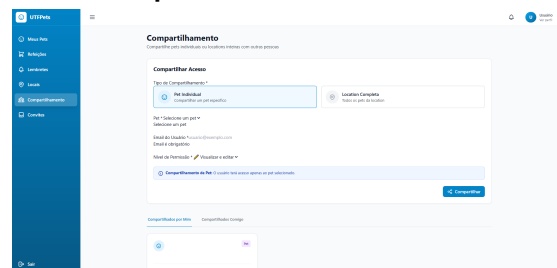 UTFPets
Usuário
Ver perfil
Meus Pets
Refeições
Lembretes
Locais
Compartilhamento
Convites
Sair
Compartilhamento
Compartilhe pets individuais ou locations inteiras com outras pessoas
Compartilhar Acesso
Tipo de Compartilhamento *
Pet Individual
Compartilhar um pet específico
Location Completa
Todos os pets da location
Pet * Selecione um pet
Selecione um pet
Email do Usuário * usuario@exemplo.com
Email é obrigatório
Nível de Permissão * Visualizar e editar
Compartilhamento de Pet: O usuário terá acesso apenas ao pet selecionado.
Compartilhar
Compartilhados por Mim Compartilhados Comigo